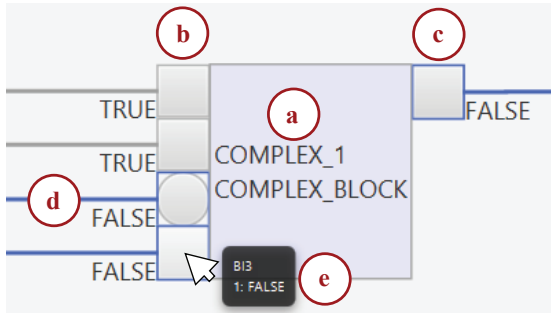 b
c
TRUE
a
FALSE
TRUE
COMPLEX_1
d
COMPLEX_BLOCK
FALSE
FALSE
BI3
1: FALSE
e